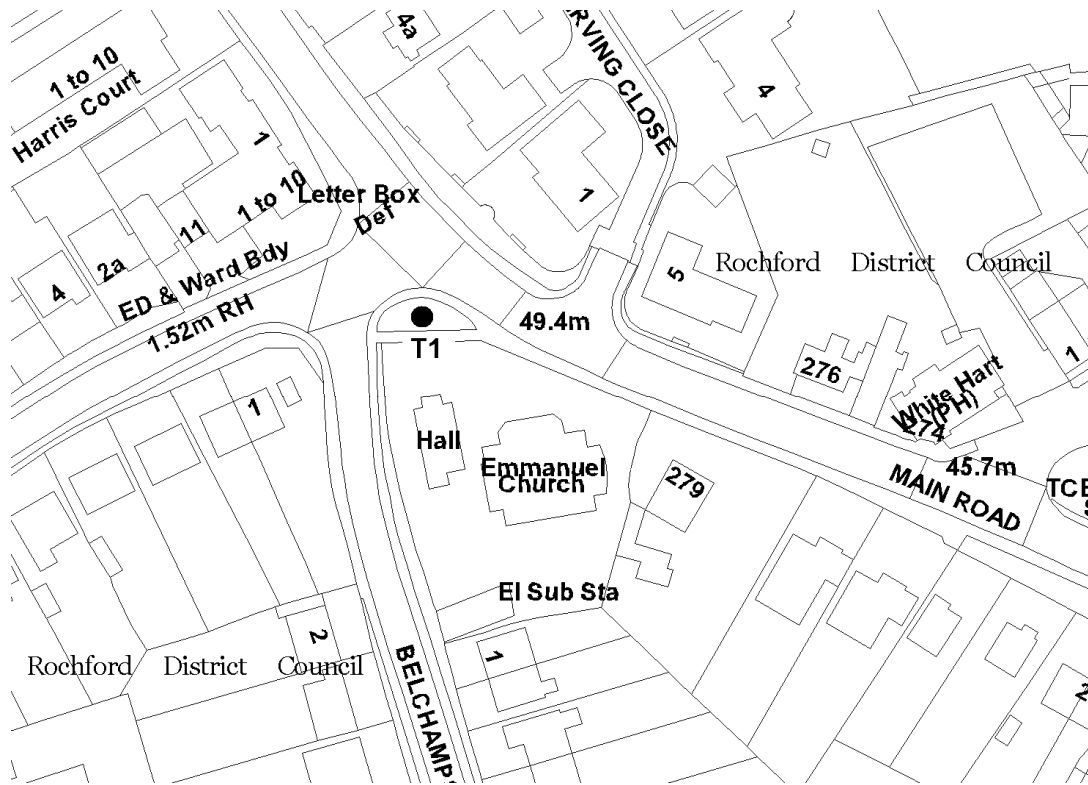 4a
1 to 10
Harris Court
1
ERVING CLOSE
4
1 to 10
Letter Box
Def
11
1
2a
4
ED & Ward Bdy
1.52m RH
5
Rochford District Council
49.4m
T1
276
White Hart
(PH)
274
1
1
Hall
Emmanuel
Church
279
45.7m
MAIN ROAD
El Sub Sta
2
1
Rochford District Council
BELCHAMPS